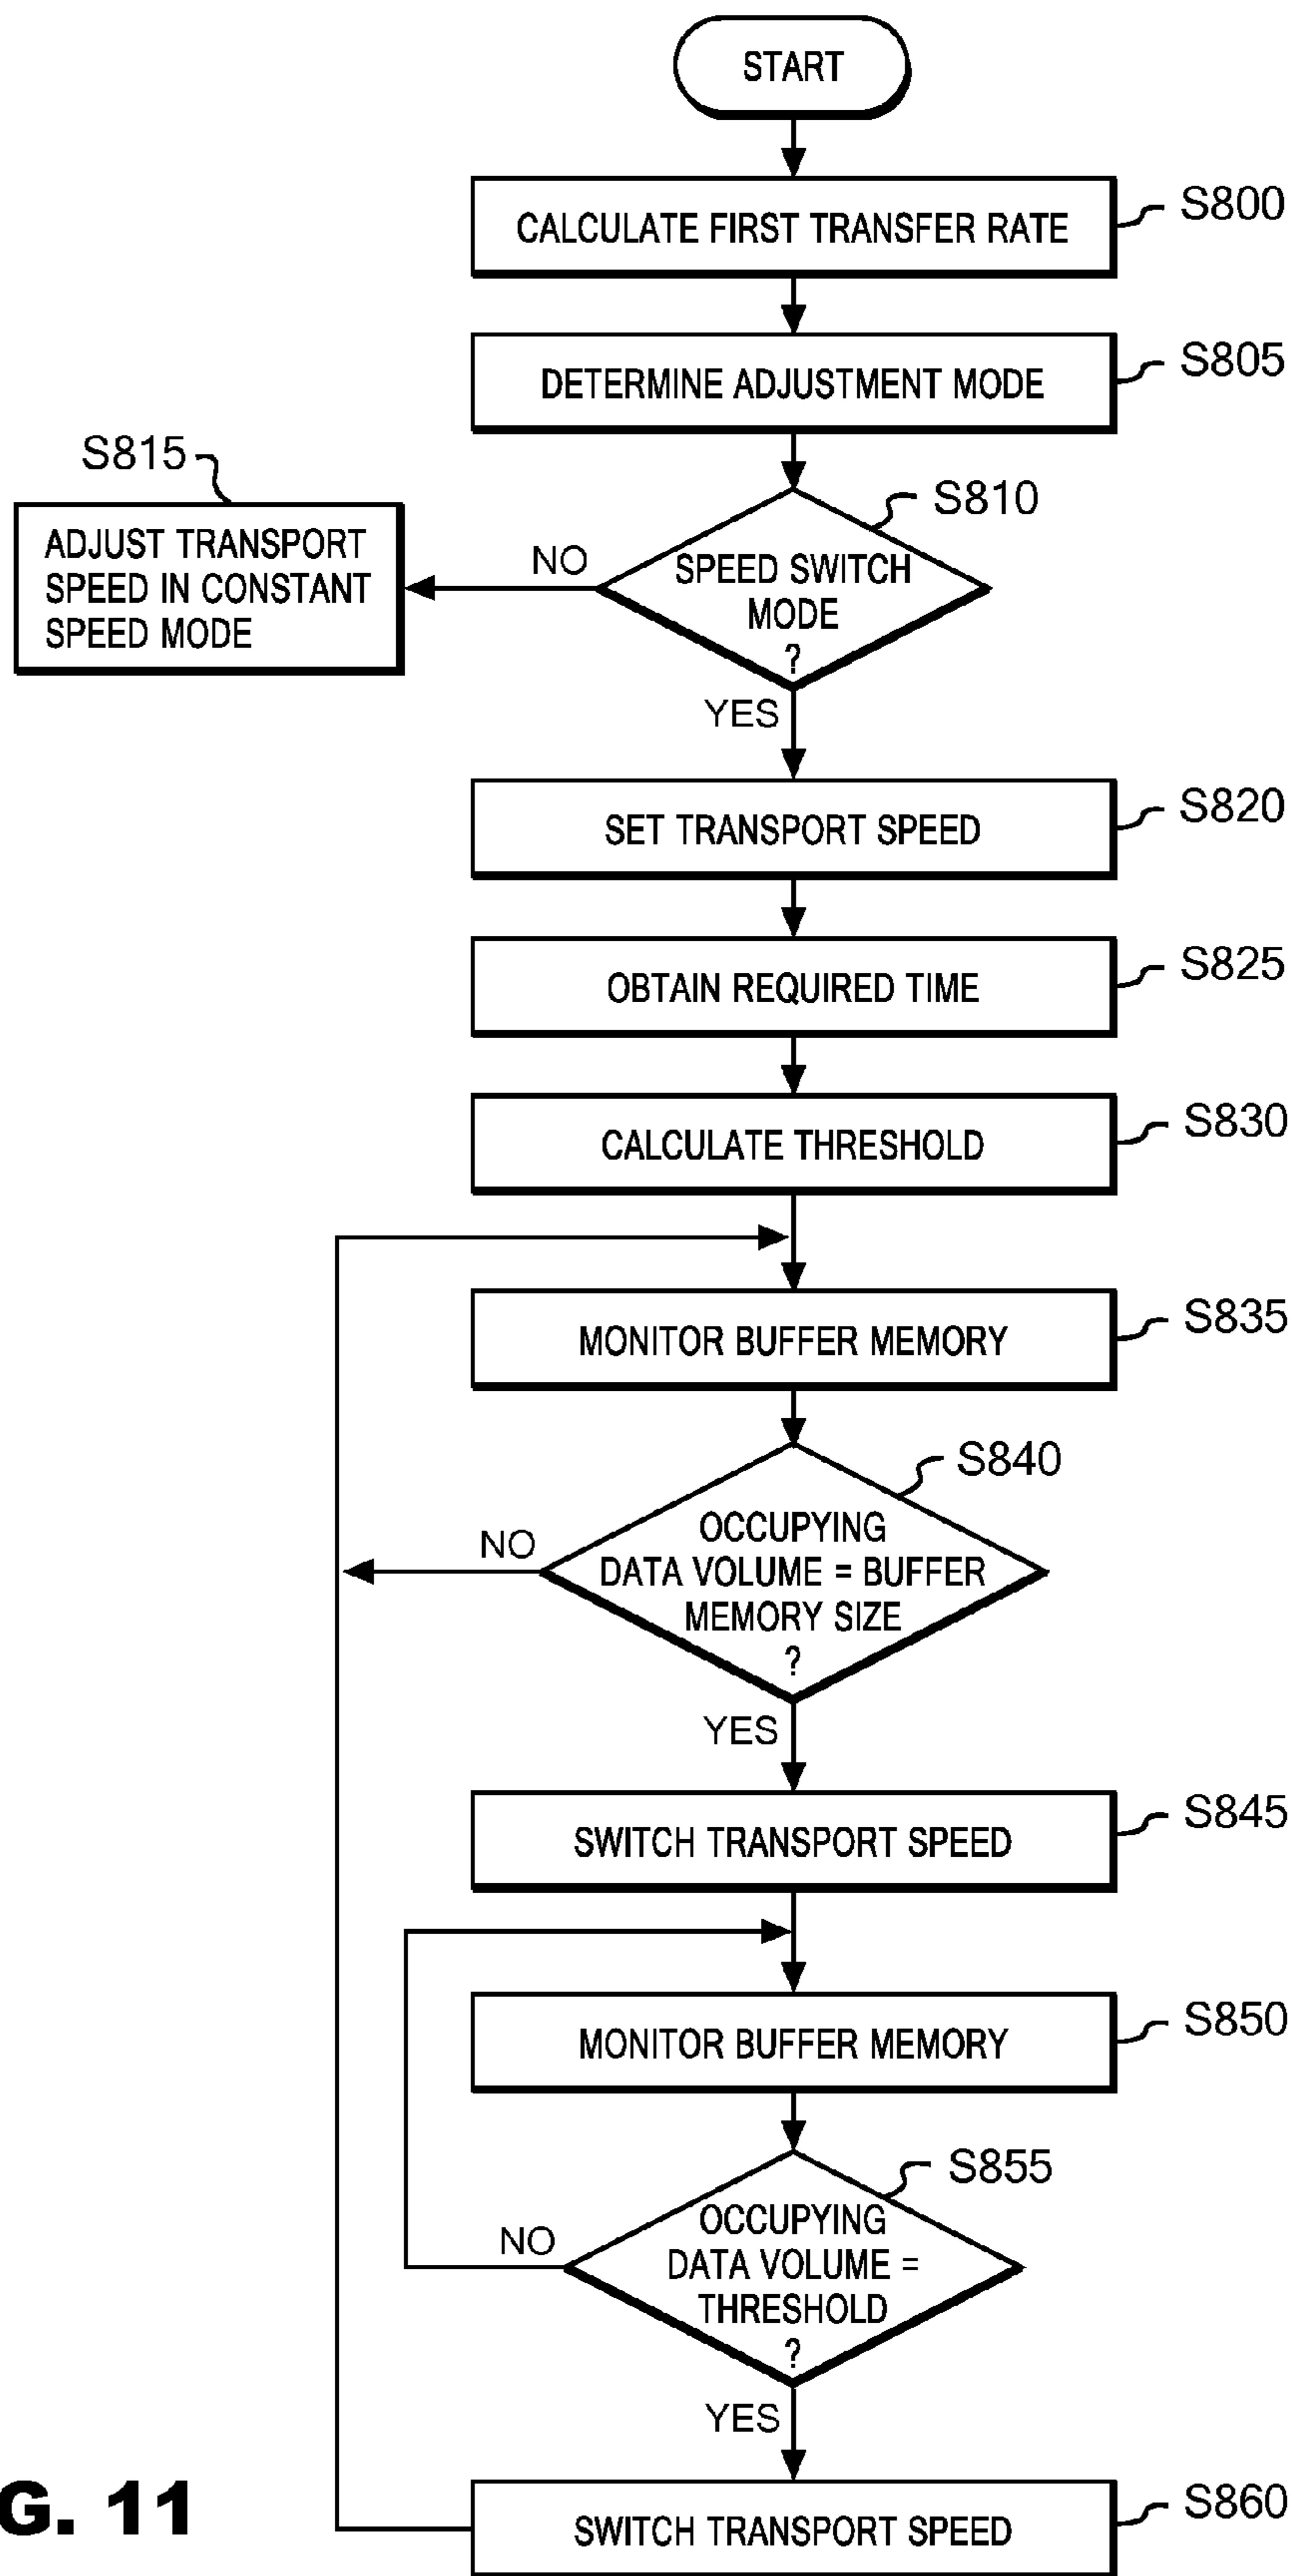 START
CALCULATE FIRST TRANSFER RATE
S800
DETERMINE ADJUSTMENT MODE
S805
S815
ADJUST TRANSPORT
SPEED IN CONSTANT
SPEED MODE
NO
S810
SPEED SWITCH
MODE
?
YES
SET TRANSPORT SPEED
S820
OBTAIN REQUIRED TIME
S825
CALCULATE THRESHOLD
S830
MONITOR BUFFER MEMORY
S835
S840
NO
OCCUPYING
DATA VOLUME = BUFFER
MEMORY SIZE
?
YES
SWITCH TRANSPORT SPEED
S845
MONITOR BUFFER MEMORY
S850
S855
NO
OCCUPYING
DATA VOLUME =
THRESHOLD
?
YES
SWITCH TRANSPORT SPEED
S860
G. 11